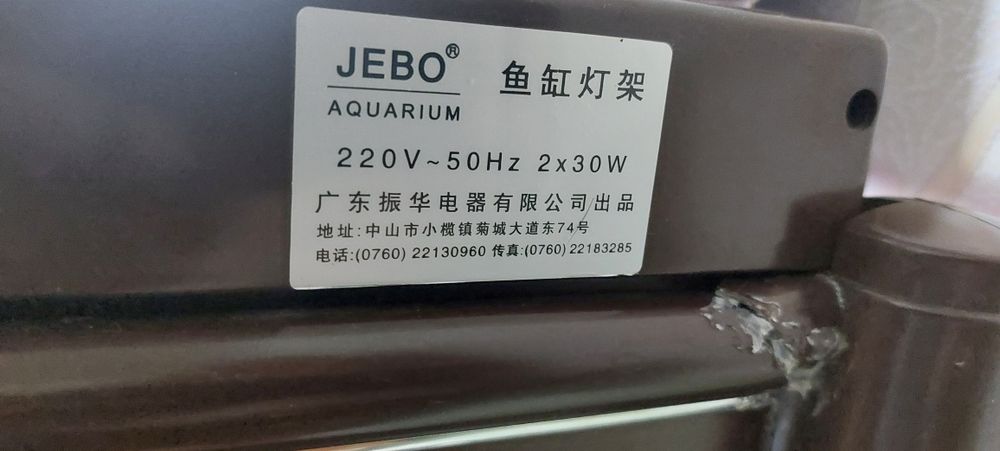 JEBO®
AQUARIUM
鱼缸灯架
220V~50Hz 2x30W
广东振华电器有限公司出品
地址:中山市小榄镇菊城大道东74号
电话:(0760) 22130960 传真:(0760) 22183285